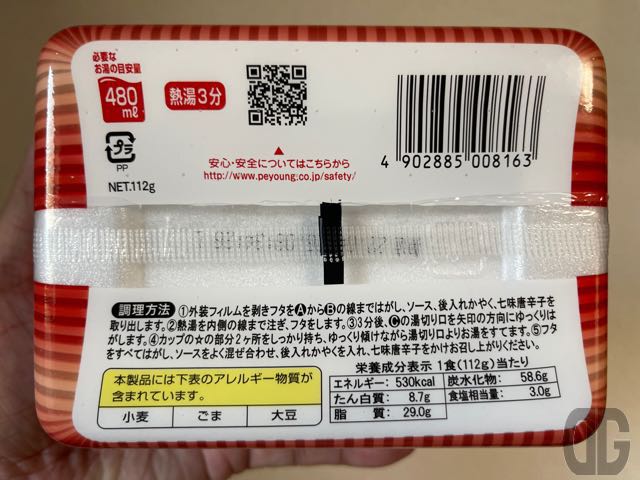 必要な
お湯の目安量
480
ml
熱湯3分
プラ
PP
NET.112g
安心・安全についてはこちらから
http://www.peyoung.co.jp/safety/
4 902885 008163
調理方法 ①外装フィルムを剥きフタをAからBの線まではがし、ソース、後入れかやく、七味唐辛子を
取り出します。②熱湯を内側の線まで注ぎ、フタをします。③3分後、Cの湯切り口を矢印の方向にゆっくりは
がします。④カップの☆の部分2ヶ所をしっかり持ち、ゆっくり傾けながら湯切り口よりお湯をすてます。⑤フタ
をすべてはがし、ソースをよく混ぜ合わせ、後入れかやくを入れ、七味唐辛子をかけお召し上がりください。
本製品には下表のアレルギー物質が
含まれています。
小麦 ごま 大豆
栄養成分表示 1食(112g)当たり
エネルギー: 530kcal 炭水化物: 58.6g
たん白質: 8.7g 食塩相当量: 3.0g
脂質: 29.0g
DG